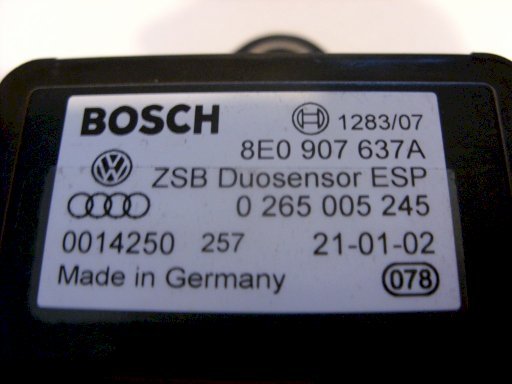 BOSCH 1283/07
8E0 907 637A
ZSB Duosensor ESP
0 265 005 245
0014250 257 21-01-02
Made in Germany 078